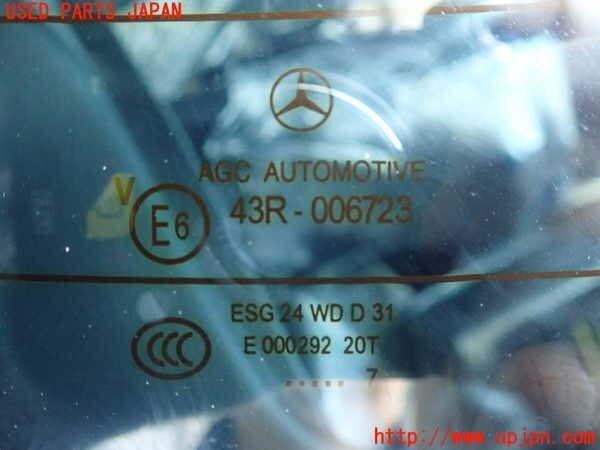 USED PARTS JAPAN
AGC AUTOMOTIVE
V
E6
43R-006723
ESG 24 WD D 31
E 000292 20T
CCC
..... 7
http://www.upjpn.com